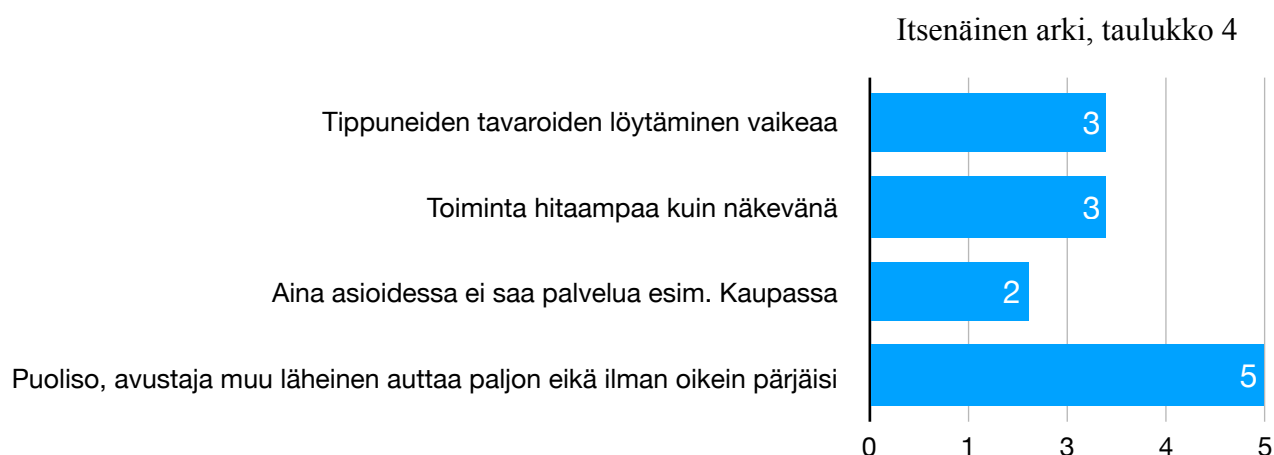 Itsenäinen arki, taulukko 4
Tippuneiden tavaroiden löytäminen vaikeaa
3
Toiminta hitaampaa kuin näkevänä
3
Aina asioidessa ei saa palvelua esim. Kaupassa
2
Puoliso, avustaja muu läheinen auttaa paljon eikä ilman oikein pärjäisi
5
0 1 3 4 5